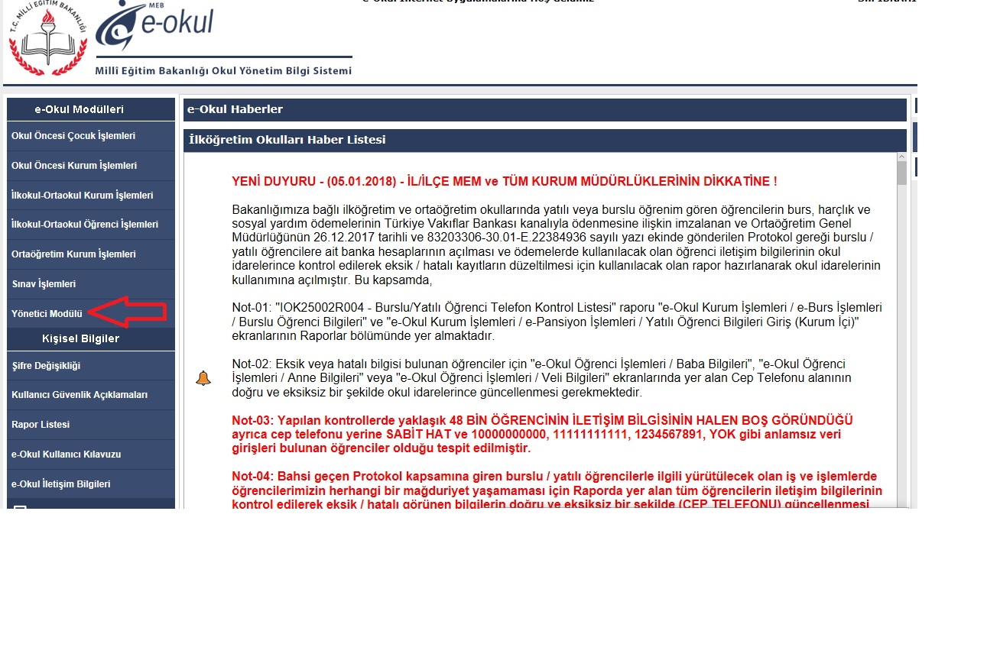 T.C. MİLLÎ EĞİTİM BAKANLIĞI
MEB
e-okul
Millî Eğitim Bakanlığı Okul Yönetim Bilgi Sistemi
e-Okul Modülleri
Okul Öncesi Çocuk İşlemleri
Okul Öncesi Kurum İşlemleri
İlkokul-Ortaokul Kurum İşlemleri
İlkokul-Ortaokul Öğrenci İşlemleri
Ortaöğretim Kurum İşlemleri
Sınav İşlemleri
Yönetici Modülü
Kişisel Bilgiler
Şifre Değişikliği
Kullanıcı Güvenlik Açıklamaları
Rapor Listesi
e-Okul Kullanıcı Kılavuzu
e-Okul İletişim Bilgileri
e-Okul Haberler
İlköğretim Okulları Haber Listesi
YENİ DUYURU - (05.01.2018) - İL/İLÇE MEM ve TÜM KURUM MÜDÜRLÜKLERİNİN DİKKATİNE !
Bakanlığımıza bağlı ilköğretim ve ortaöğretim okullarında yatılı veya burslu öğrenim gören öğrencilerin burs, harçlık ve
sosyal yardım ödemelerinin Türkiye Vakıflar Bankası kanalıyla ödenmesine ilişkin imzalanan ve Ortaöğretim Genel
Müdürlüğünün 26.12.2017 tarihli ve 83203306-30.01-E.22384936 sayılı yazı ekinde gönderilen Protokol gereği burslu /
yatılı öğrencilere ait banka hesaplarının açılması ve ödemelerde kullanılacak olan öğrenci iletişim bilgilerinin okul
idarelerince kontrol edilerek eksik / hatalı kayıtların düzeltilmesi için kullanılacak olan rapor hazırlanarak okul idarelerinin
kullanımına açılmıştır. Bu kapsamda,
Not-01: "IOK25002R004 - Burslu/Yatılı Öğrenci Telefon Kontrol Listesi" raporu "e-Okul Kurum İşlemleri / e-Burs İşlemleri
/ Burslu Öğrenci Bilgileri" ve "e-Okul Kurum İşlemleri / e-Pansiyon İşlemleri / Yatılı Öğrenci Bilgileri Giriş (Kurum İçi)"
ekranlarının Raporlar bölümünde yer almaktadır.
Not-02: Eksik veya hatalı bilgisi bulunan öğrenciler için "e-Okul Öğrenci İşlemleri / Baba Bilgileri", "e-Okul Öğrenci
İşlemleri / Anne Bilgileri" veya "e-Okul Öğrenci İşlemleri / Veli Bilgileri" ekranlarında yer alan Cep Telefonu alanının
doğru ve eksiksiz bir şekilde okul idarelerince güncellenmesi gerekmektedir.
Not-03: Yapılan kontrollerde yaklaşık 48 BİN ÖĞRENCİNİN İLETİŞİM BİLGİSİNİN HALEN BOŞ GÖRÜNDÜĞÜ
ayrıca cep telefonu yerine SABİT HAT ve 10000000000, 11111111111, 1234567891, YOK gibi anlamsız veri
girişleri bulunan öğrenciler olduğu tespit edilmiştir.
Not-04: Bahsi geçen Protokol kapsamına giren burslu / yatılı öğrencilerle ilgili yürütülecek olan iş ve işlemlerde
öğrencilerimizin herhangi bir mağduriyet yaşamaması için Raporda yer alan tüm öğrencilerin iletişim bilgilerinin
kontrol edilerek eksik / hatalı görünen bilgilerin doğru ve eksiksiz bir şekilde (CEP TELEFONU) güncellenmesi